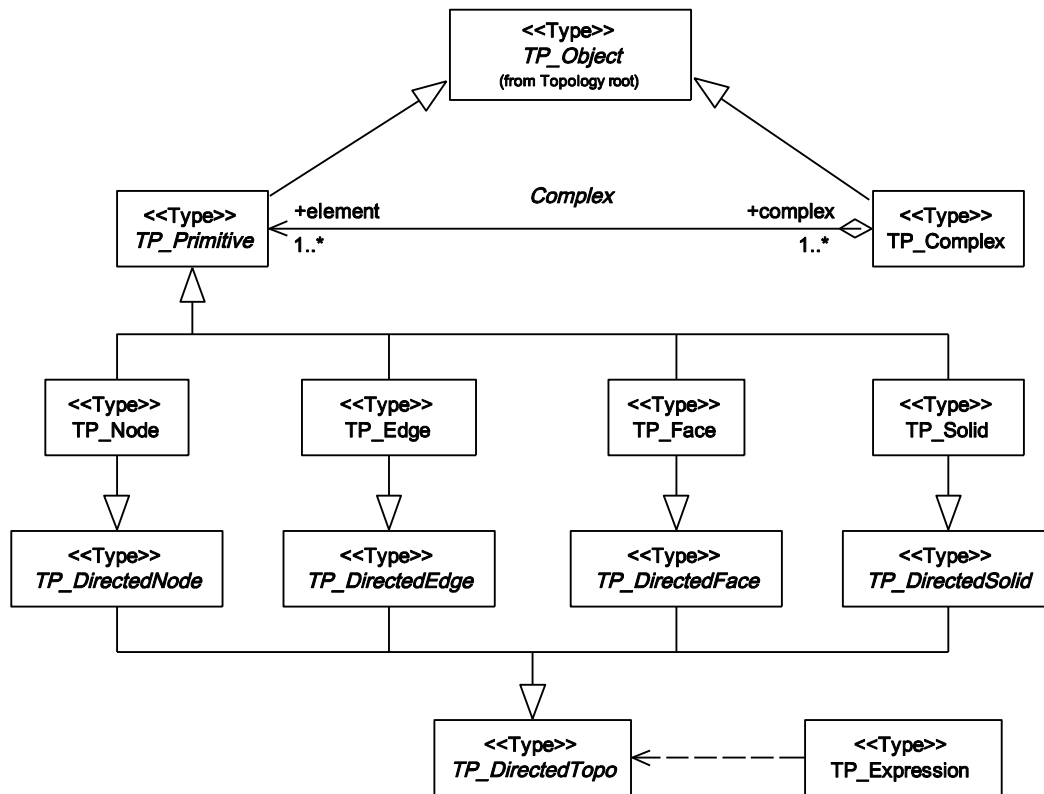 <<Type>>
TP_Object
(from Topology root)
<<Type>>
TP_Primitive
+element
1..*
Complex
+complex
1..*
<<Type>>
TP_Complex
<<Type>>
TP_Node
<<Type>>
TP_Edge
<<Type>>
TP_Face
<<Type>>
TP_Solid
<<Type>>
TP_DirectedNode
<<Type>>
TP_DirectedEdge
<<Type>>
TP_DirectedFace
<<Type>>
TP_DirectedSolid
<<Type>>
TP_DirectedTopo
<<Type>>
TP_Expression